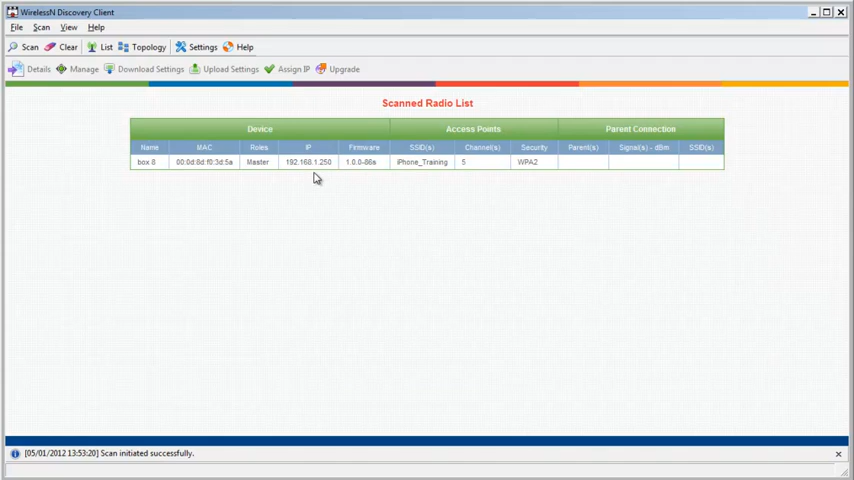 WirelessN Discovery Client
File Scan View Help
Scan Clear List Topology Settings Help
Details Manage Download Settings Upload Settings Assign IP Upgrade
Scanned Radio List
Device Access Points Parent Connection
Name MAC Roles IP Firmware SSID(s) Channel(s) Security Parent(s) Signal(s) - dBm SSID(s)
box 8 00:0d:8d:f0:3d:5a Master 192.168.1.250 1.0.0-86a iPhone_Training 5 WPA2
[05/01/2012 13:53:20] Scan initiated successfully.